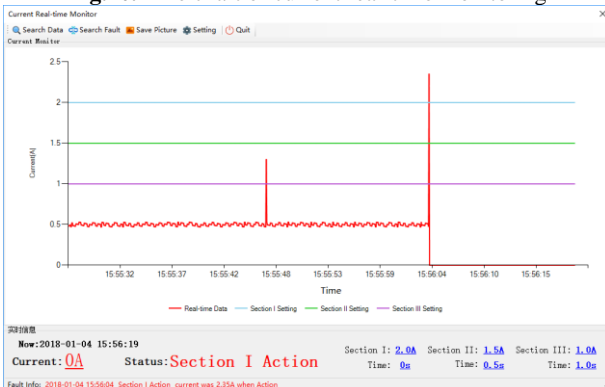 Current Real-time Monitor
Search Data Search Fault Save Picture Setting Quit
Current Monitor
Current(A)
2.5
2
1.5
1
0.5
0
15:55:32 15:55:37 15:55:42 15:55:48 15:55:53 15:55:59 15:56:04 15:56:10 15:56:15
Time
Real-time Data Section I Setting Section II Setting Section III Setting
实时信息
Now:2018-01-04 15:56:19
Current: 0A Status:Section I Action
Section I: 2.0A Section II: 1.5A Section III: 1.0A
Time: 0s Time: 0.5s Time: 1.0s
Fault Info: 2018-01-04 15:56:04 Section I Action current was 2.35A when Action